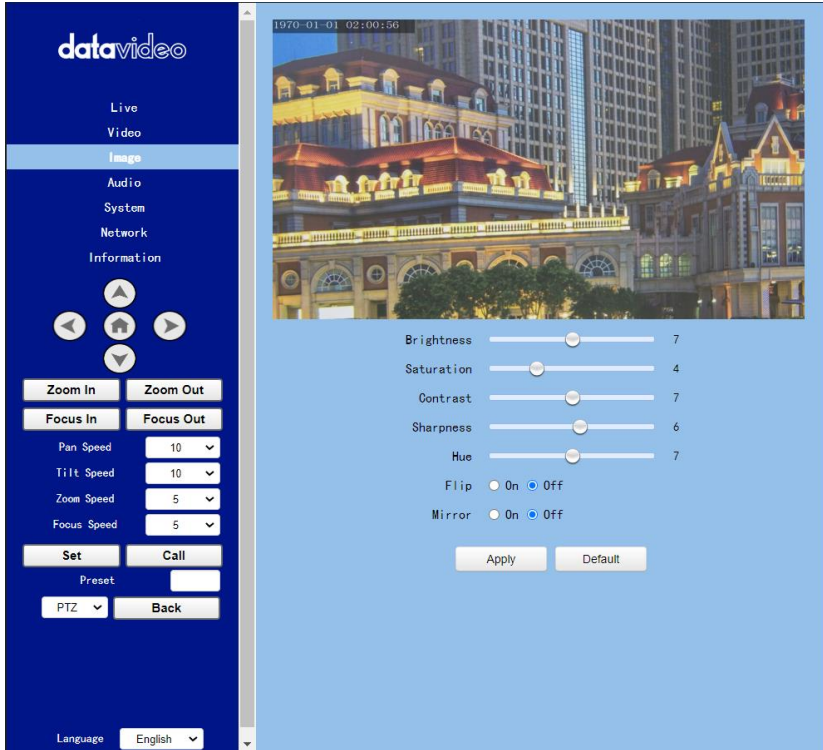 datavideo
Live
Video
Image
Audio
System
Network
Information
Zoom In Zoom Out
Focus In Focus Out
Pan Speed 10
Tilt Speed 10
Zoom Speed 5
Focus Speed 5
Set Call
Preset
PTZ Back
Language English
1970-01-01 02:00:56
Brightness 7
Saturation 4
Contrast 7
Sharpness 6
Hue 7
Flip On Off
Mirror On Off
Apply Default